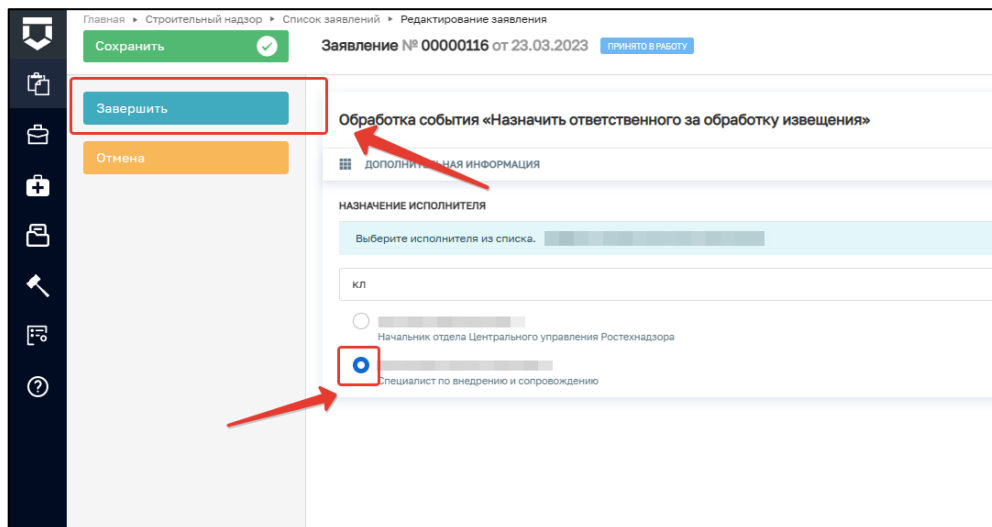 Главная ▸ Строительный надзор ▸ Список заявлений ▸ Редактирование заявления
Сохранить
Заявление № 00000116 от 23.03.2023 ПРИНЯТО В РАБОТУ
Завершить
Обработка события «Назначить ответственного за обработку извещения»
Отмена
ДОПОЛНИТЕЛЬНАЯ ИНФОРМАЦИЯ
НАЗНАЧЕНИЕ ИСПОЛНИТЕЛЯ
Выберите исполнителя из списка.
кл
Начальник отдела Центрального управления Ростехнадзора
Специалист по внедрению и сопровождению